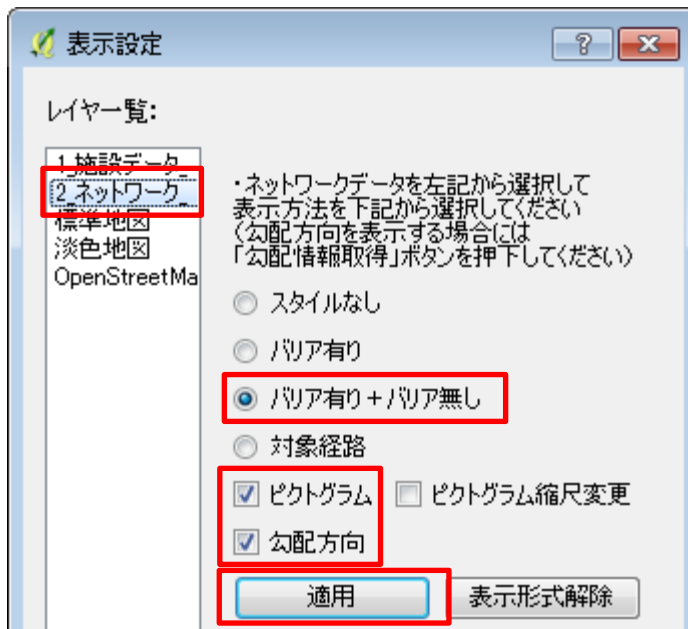 表示設定
レイヤ一覧:
1_施設データ_
2_ネットワーク_
標準地図
淡色地図
OpenStreetMa
・ネットワークデータを左記から選択して
表示方法を下記から選択してください
(勾配方向を表示する場合には
「勾配情報取得」ボタンを押下してください)
スタイルなし
バリア有り
バリア有り+バリア無し
対象経路
ピクトグラム ピクトグラム縮尺変更
勾配方向
適用 表示形式解除